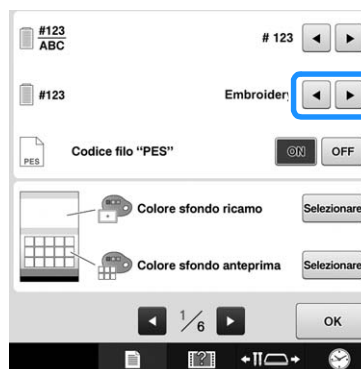 #123
ABC
# 123
#123
Embroider
PES
Codice filo “PES”
ON
OFF
Colore sfondo ricamo
Selezionare
Colore sfondo anteprima
Selezionare
1/6
OK
?